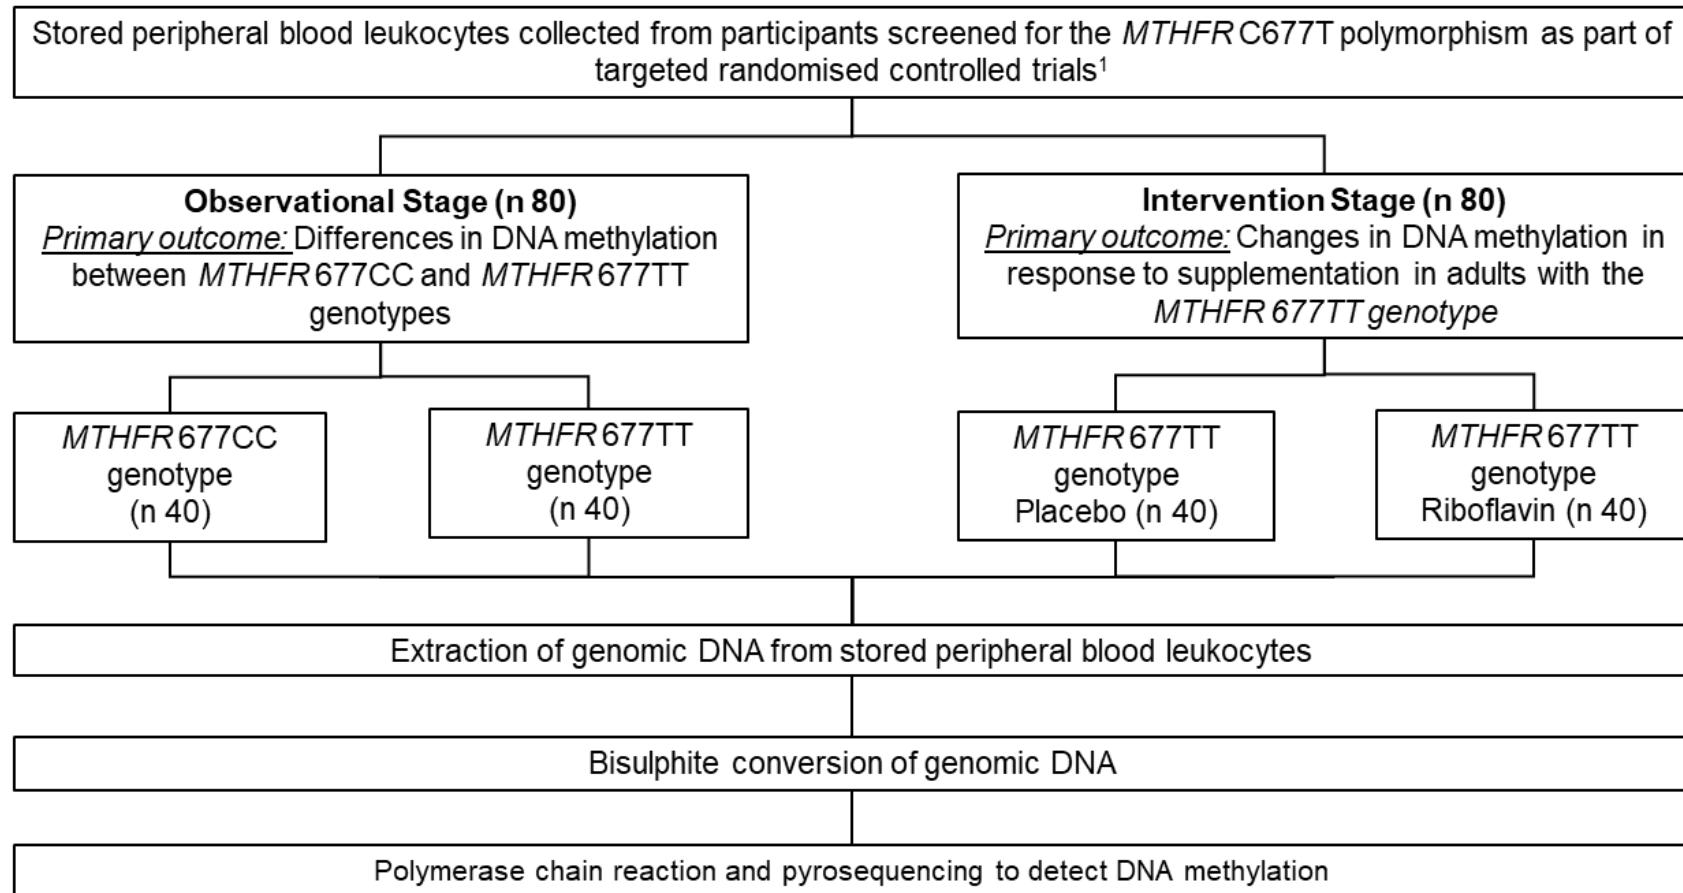 Stored peripheral blood leukocytes collected from participants screened for the MTHFR C677T polymorphism as part of
targeted randomised controlled trials¹
Observational Stage (n 80)
Primary outcome: Differences in DNA methylation
between MTHFR 677CC and MTHFR 677TT
genotypes
Intervention Stage (n 80)
Primary outcome: Changes in DNA methylation in
response to supplementation in adults with the
MTHFR 677TT genotype
MTHFR 677CC
genotype
(n 40)
MTHFR 677TT
genotype
(n 40)
MTHFR 677TT
genotype
Placebo (n 40)
MTHFR 677TT
genotype
Riboflavin (n 40)
Extraction of genomic DNA from stored peripheral blood leukocytes
Bisulphite conversion of genomic DNA
Polymerase chain reaction and pyrosequencing to detect DNA methylation